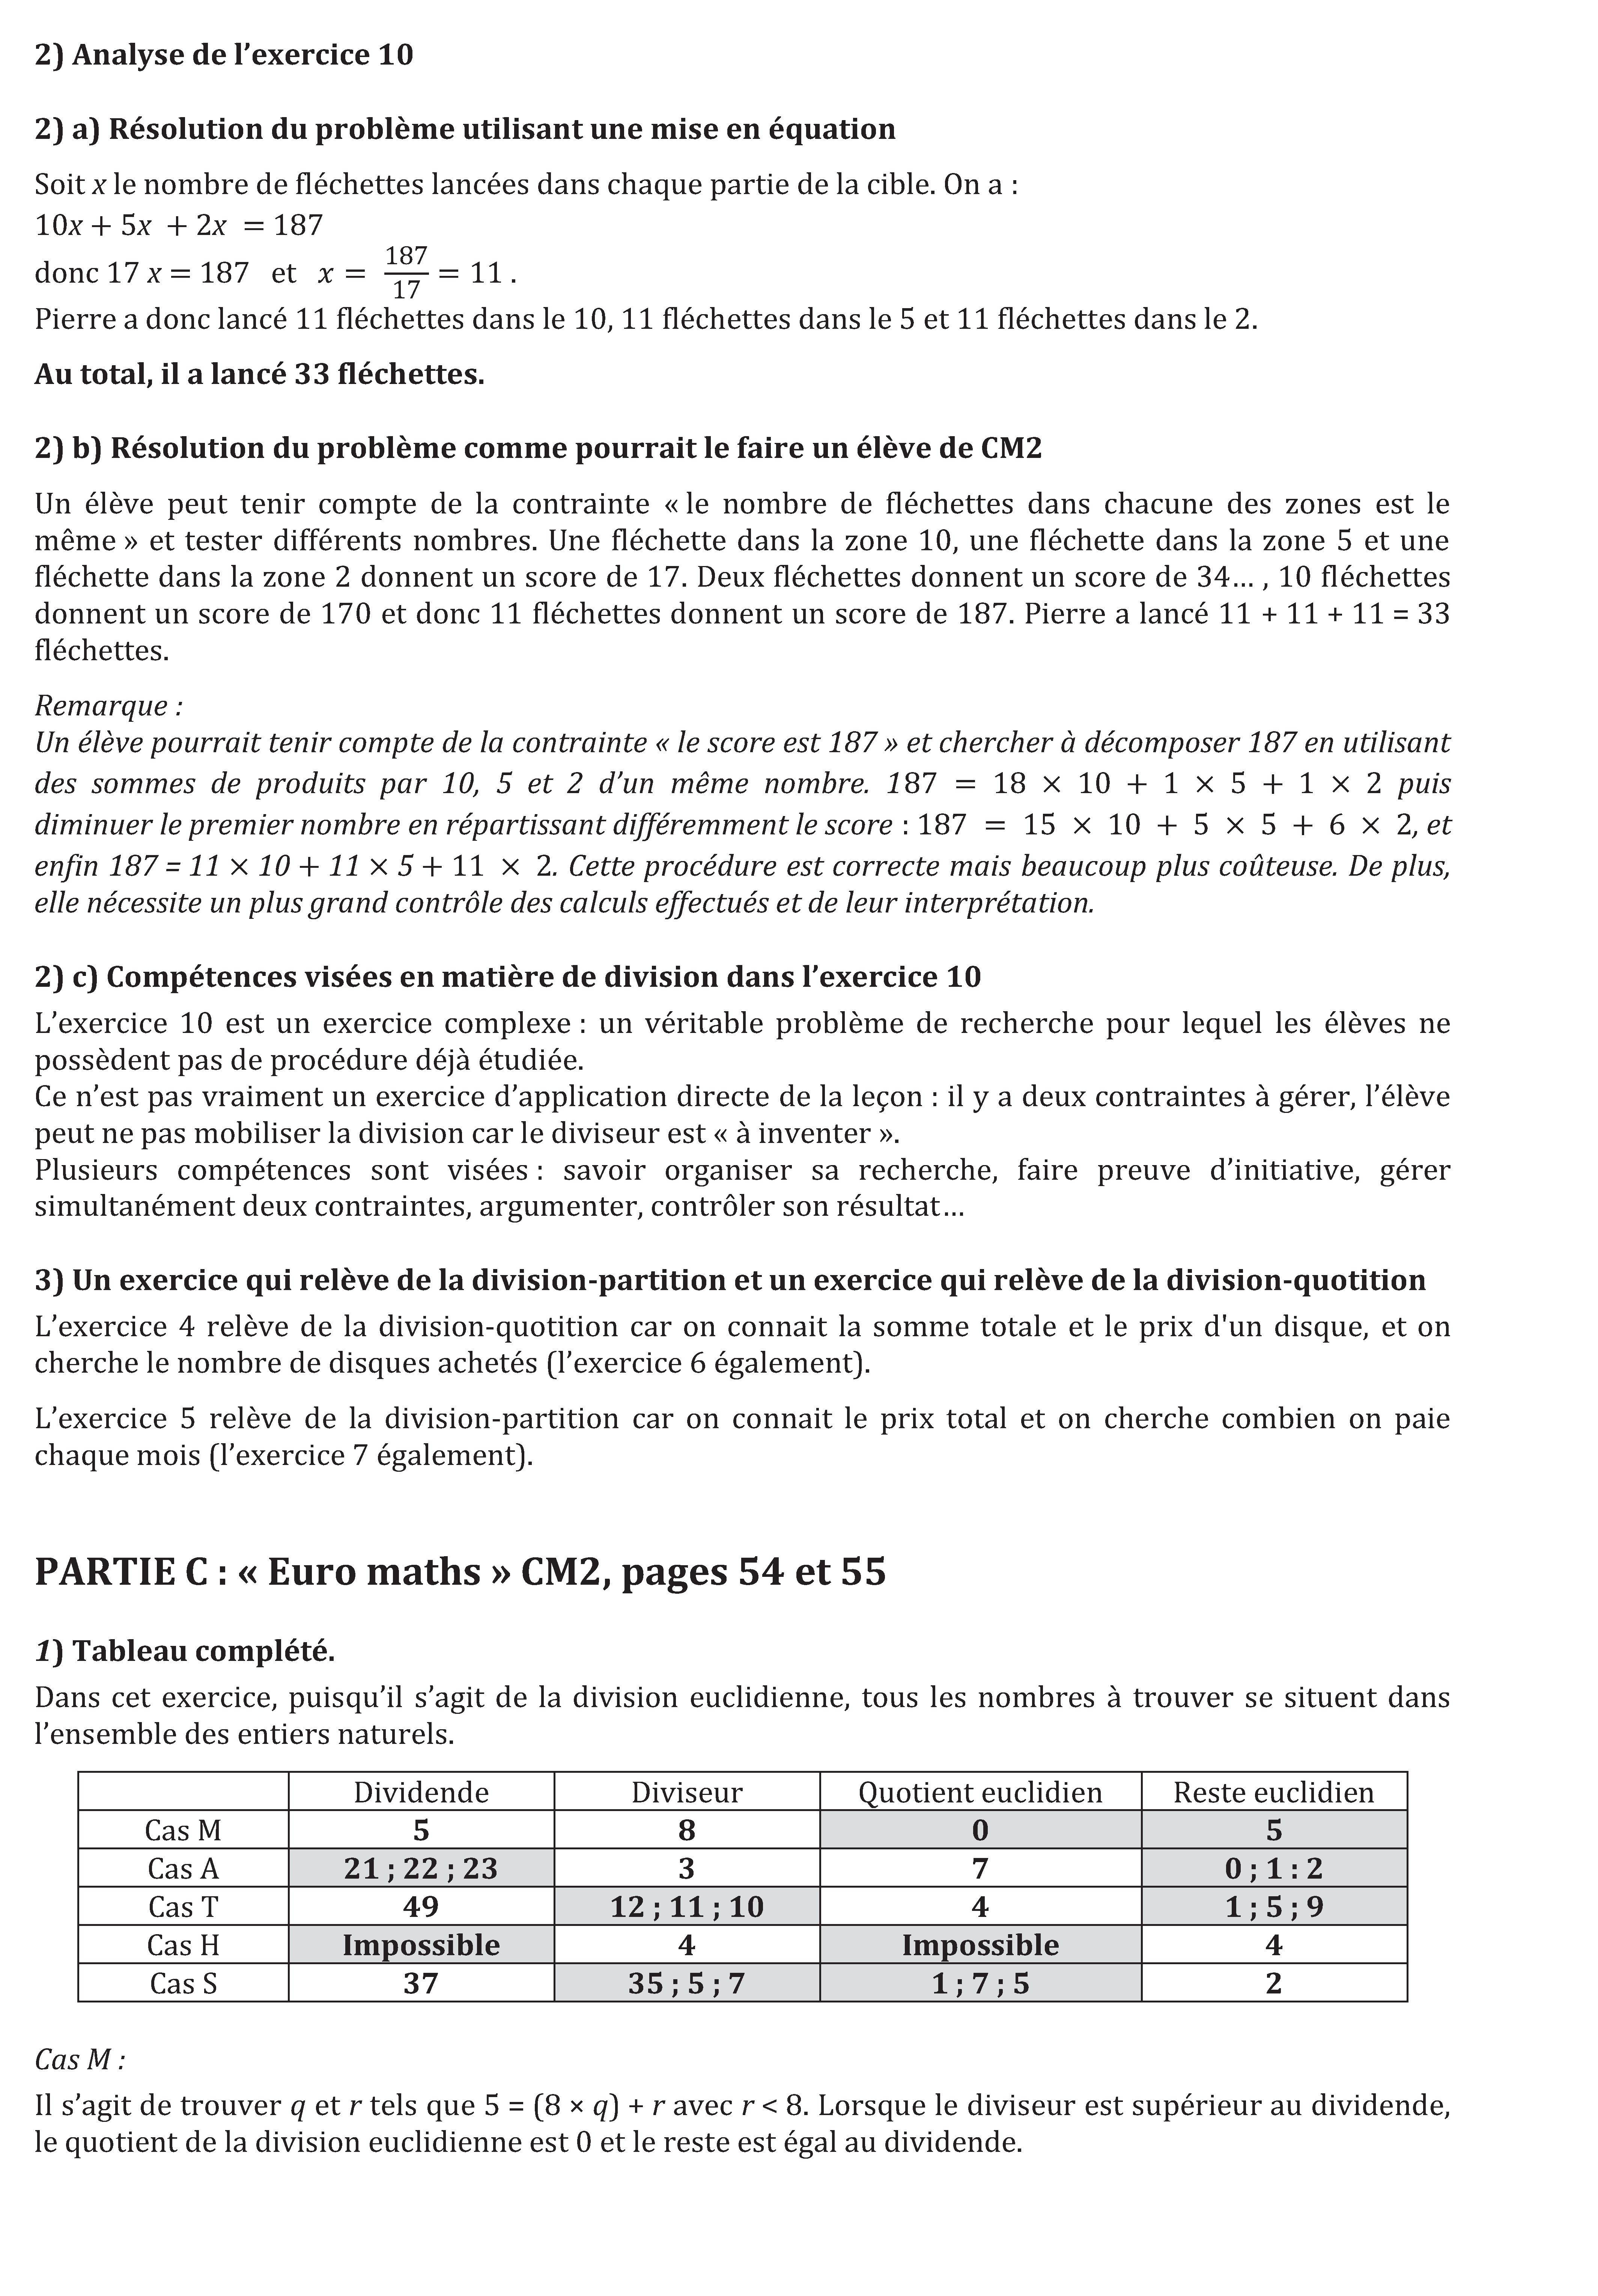 2) Analyse de l’exercice 10
2) a) Résolution du problème utilisant une mise en équation
Soit x le nombre de fléchettes lancées dans chaque partie de la cible. On a :
10x + 5x + 2x = 187
donc 17 x = 187 et x = 187/17 = 11 .
Pierre a donc lancé 11 fléchettes dans le 10, 11 fléchettes dans le 5 et 11 fléchettes dans le 2.
Au total, il a lancé 33 fléchettes.
2) b) Résolution du problème comme pourrait le faire un élève de CM2
Un élève peut tenir compte de la contrainte « le nombre de fléchettes dans chacune des zones est le
même » et tester différents nombres. Une fléchette dans la zone 10, une fléchette dans la zone 5 et une
fléchette dans la zone 2 donnent un score de 17. Deux fléchettes donnent un score de 34… , 10 fléchettes
donnent un score de 170 et donc 11 fléchettes donnent un score de 187. Pierre a lancé 11 + 11 + 11 = 33
fléchettes.
Remarque :
Un élève pourrait tenir compte de la contrainte « le score est 187 » et chercher à décomposer 187 en utilisant
des sommes de produits par 10, 5 et 2 d’un même nombre. 187 = 18 × 10 + 1 × 5 + 1 × 2 puis
diminuer le premier nombre en répartissant différemment le score : 187 = 15 × 10 + 5 × 5 + 6 × 2, et
enfin 187 = 11 × 10 + 11 × 5 + 11 × 2. Cette procédure est correcte mais beaucoup plus coûteuse. De plus,
elle nécessite un plus grand contrôle des calculs effectués et de leur interprétation.
2) c) Compétences visées en matière de division dans l’exercice 10
L’exercice 10 est un exercice complexe : un véritable problème de recherche pour lequel les élèves ne
possèdent pas de procédure déjà étudiée.
Ce n’est pas vraiment un exercice d’application directe de la leçon : il y a deux contraintes à gérer, l’élève
peut ne pas mobiliser la division car le diviseur est « à inventer ».
Plusieurs compétences sont visées : savoir organiser sa recherche, faire preuve d’initiative, gérer
simultanément deux contraintes, argumenter, contrôler son résultat…
3) Un exercice qui relève de la division-partition et un exercice qui relève de la division-quotition
L’exercice 4 relève de la division-quotition car on connait la somme totale et le prix d'un disque, et on
cherche le nombre de disques achetés (l’exercice 6 également).
L’exercice 5 relève de la division-partition car on connait le prix total et on cherche combien on paie
chaque mois (l’exercice 7 également).
PARTIE C : « Euro maths » CM2, pages 54 et 55
1) Tableau complété.
Dans cet exercice, puisqu’il s’agit de la division euclidienne, tous les nombres à trouver se situent dans
l’ensemble des entiers naturels.
Dividende Diviseur Quotient euclidien Reste euclidien
Cas M 5 8 0 5
Cas A 21 ; 22 ; 23 3 7 0 ; 1 : 2
Cas T 49 12 ; 11 ; 10 4 1 ; 5 ; 9
Cas H Impossible 4 Impossible 4
Cas S 37 35 ; 5 ; 7 1 ; 7 ; 5 2
Cas M :
Il s’agit de trouver q et r tels que 5 = (8 × q) + r avec r < 8. Lorsque le diviseur est supérieur au dividende,
le quotient de la division euclidienne est 0 et le reste est égal au dividende.